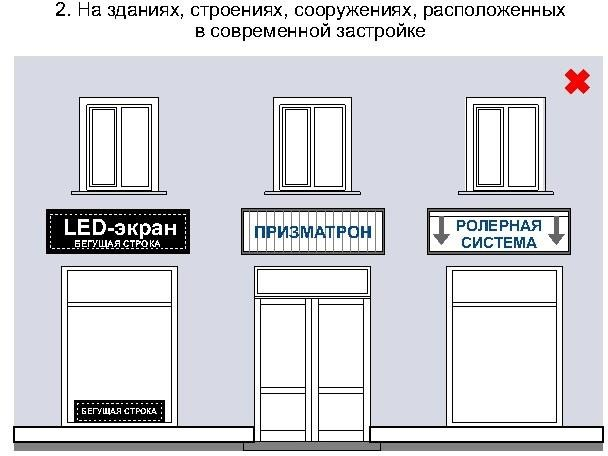 2. На зданиях, строениях, сооружениях, расположенных
в современной застройке
LED-экран
БЕГУЩАЯ СТРОКА
ПРИЗМАТРОН
РОЛЕРНАЯ
СИСТЕМА
БЕГУЩАЯ СТРОКА